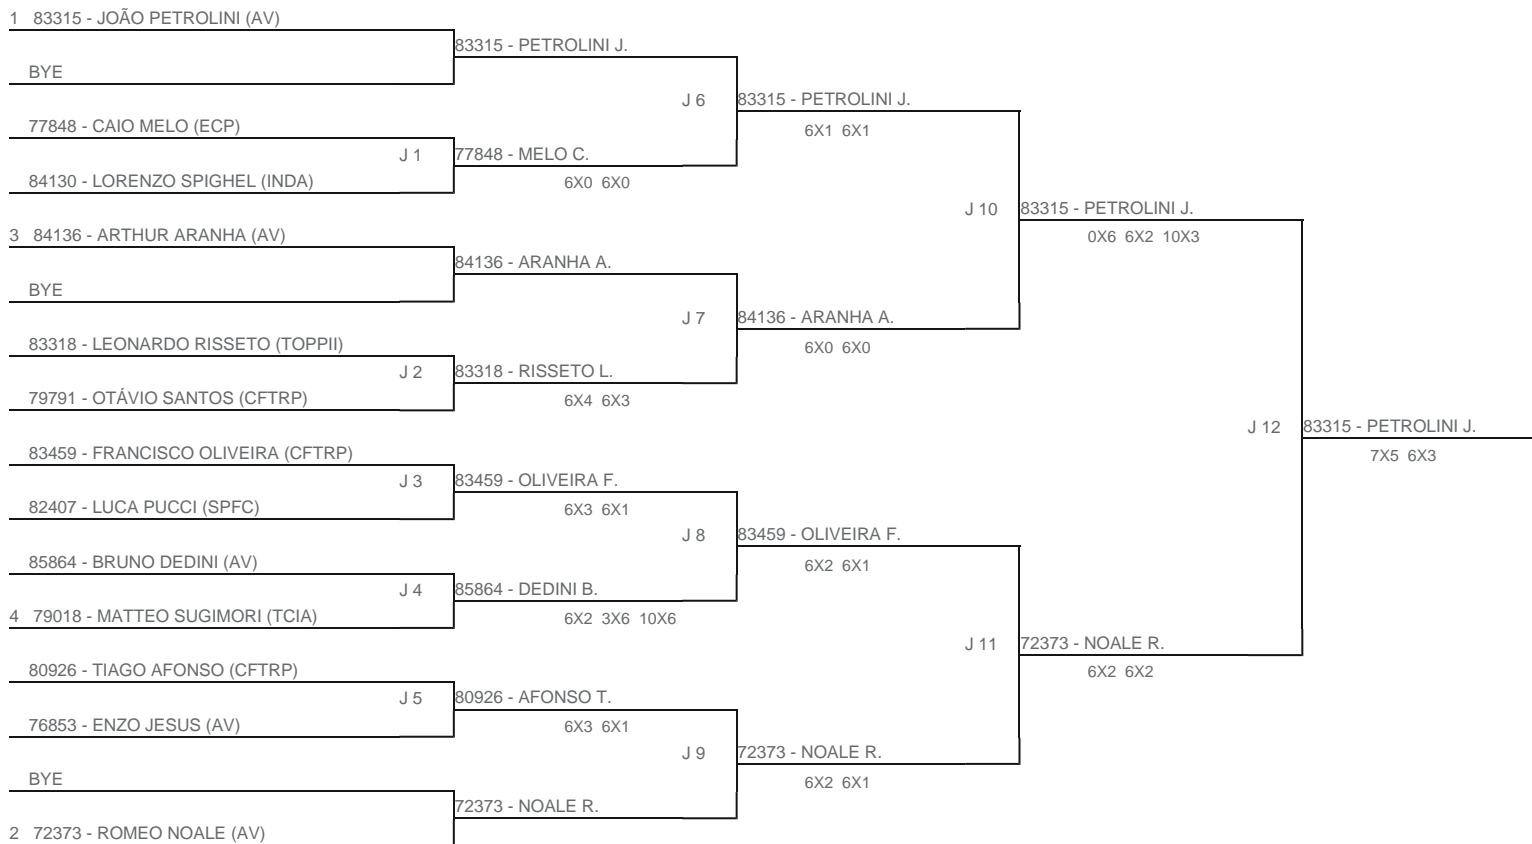 1 83315 - JOÃO PETROLINI (AV)
83315 - PETROLINI J.
BYE
J 6
83315 - PETROLINI J.
77848 - CAIO MELO (ECP)
6X1 6X1
J 1
77848 - MELO C.
84130 - LORENZO SPIGHEL (INDA)
6X0 6X0
J 10
83315 - PETROLINI J.
3 84136 - ARTHUR ARANHA (AV)
0X6 6X2 10X3
84136 - ARANHA A.
BYE
J 7
84136 - ARANHA A.
83318 - LEONARDO RISSETO (TOPPII)
6X0 6X0
J 2
83318 - RISSETO L.
79791 - OTÁVIO SANTOS (CFTRP)
6X4 6X3
J 12
83315 - PETROLINI J.
83459 - FRANCISCO OLIVEIRA (CFTRP)
7X5 6X3
J 3
83459 - OLIVEIRA F.
82407 - LUCA PUCCI (SPFC)
6X3 6X1
J 8
83459 - OLIVEIRA F.
85864 - BRUNO DEDINI (AV)
6X2 6X1
J 4
85864 - DEDINI B.
4 79018 - MATTEO SUGIMORI (TCIA)
6X2 3X6 10X6
J 11
72373 - NOALE R.
80926 - TIAGO AFONSO (CFTRP)
6X2 6X2
J 5
80926 - AFONSO T.
76853 - ENZO JESUS (AV)
6X3 6X1
J 9
72373 - NOALE R.
BYE
6X2 6X1
72373 - NOALE R.
2 72373 - ROMEO NOALE (AV)